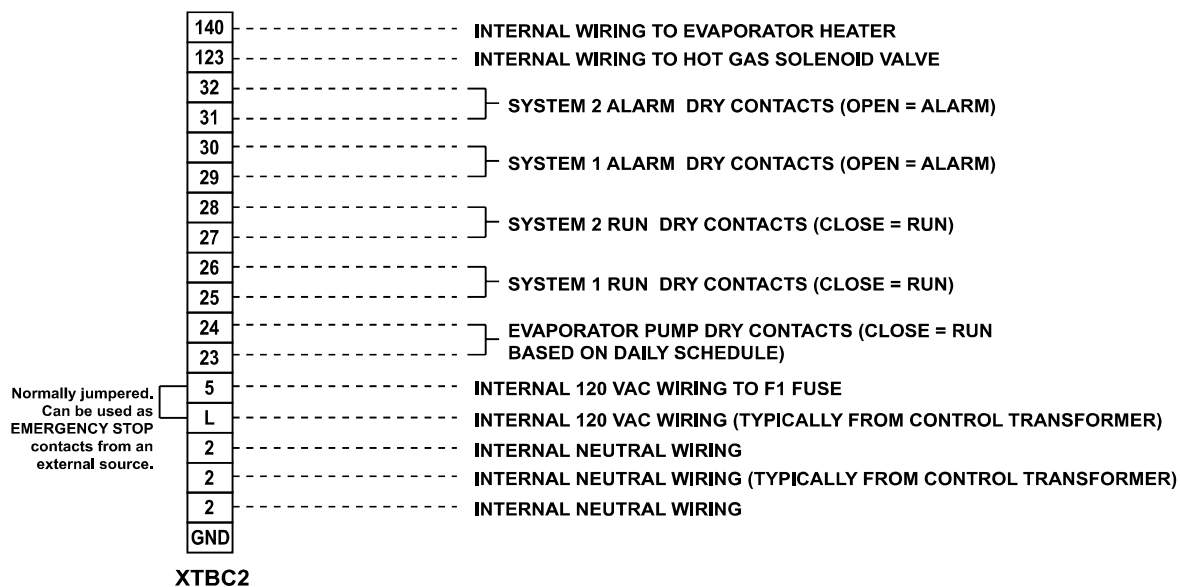 140 INTERNAL WIRING TO EVAPORATOR HEATER
123 INTERNAL WIRING TO HOT GAS SOLENOID VALVE
32
SYSTEM 2 ALARM DRY CONTACTS (OPEN = ALARM)
31
30
SYSTEM 1 ALARM DRY CONTACTS (OPEN = ALARM)
29
28
SYSTEM 2 RUN DRY CONTACTS (CLOSE = RUN)
27
26
SYSTEM 1 RUN DRY CONTACTS (CLOSE = RUN)
25
24
EVAPORATOR PUMP DRY CONTACTS (CLOSE = RUN
BASED ON DAILY SCHEDULE)
23
Normally jumpered.
Can be used as
EMERGENCY STOP
contacts from an
external source.
5 INTERNAL 120 VAC WIRING TO F1 FUSE
L INTERNAL 120 VAC WIRING (TYPICALLY FROM CONTROL TRANSFORMER)
2 INTERNAL NEUTRAL WIRING
2 INTERNAL NEUTRAL WIRING (TYPICALLY FROM CONTROL TRANSFORMER)
2 INTERNAL NEUTRAL WIRING
GND
XTBC2